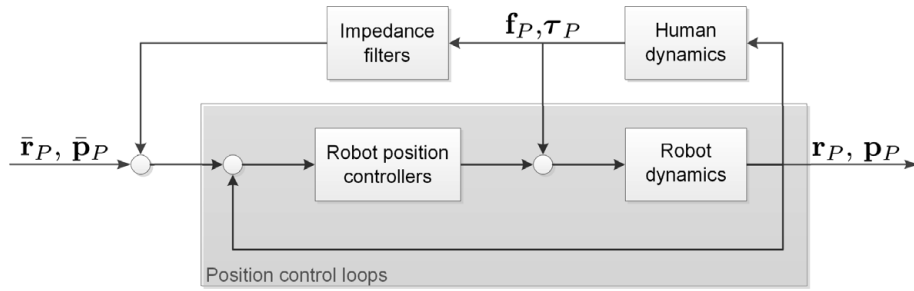 Impedance
filters
f_P,τ_P
Human
dynamics
r̄_P, p̄_P
Robot position
controllers
Robot
dynamics
r_P, p_P
Position control loops